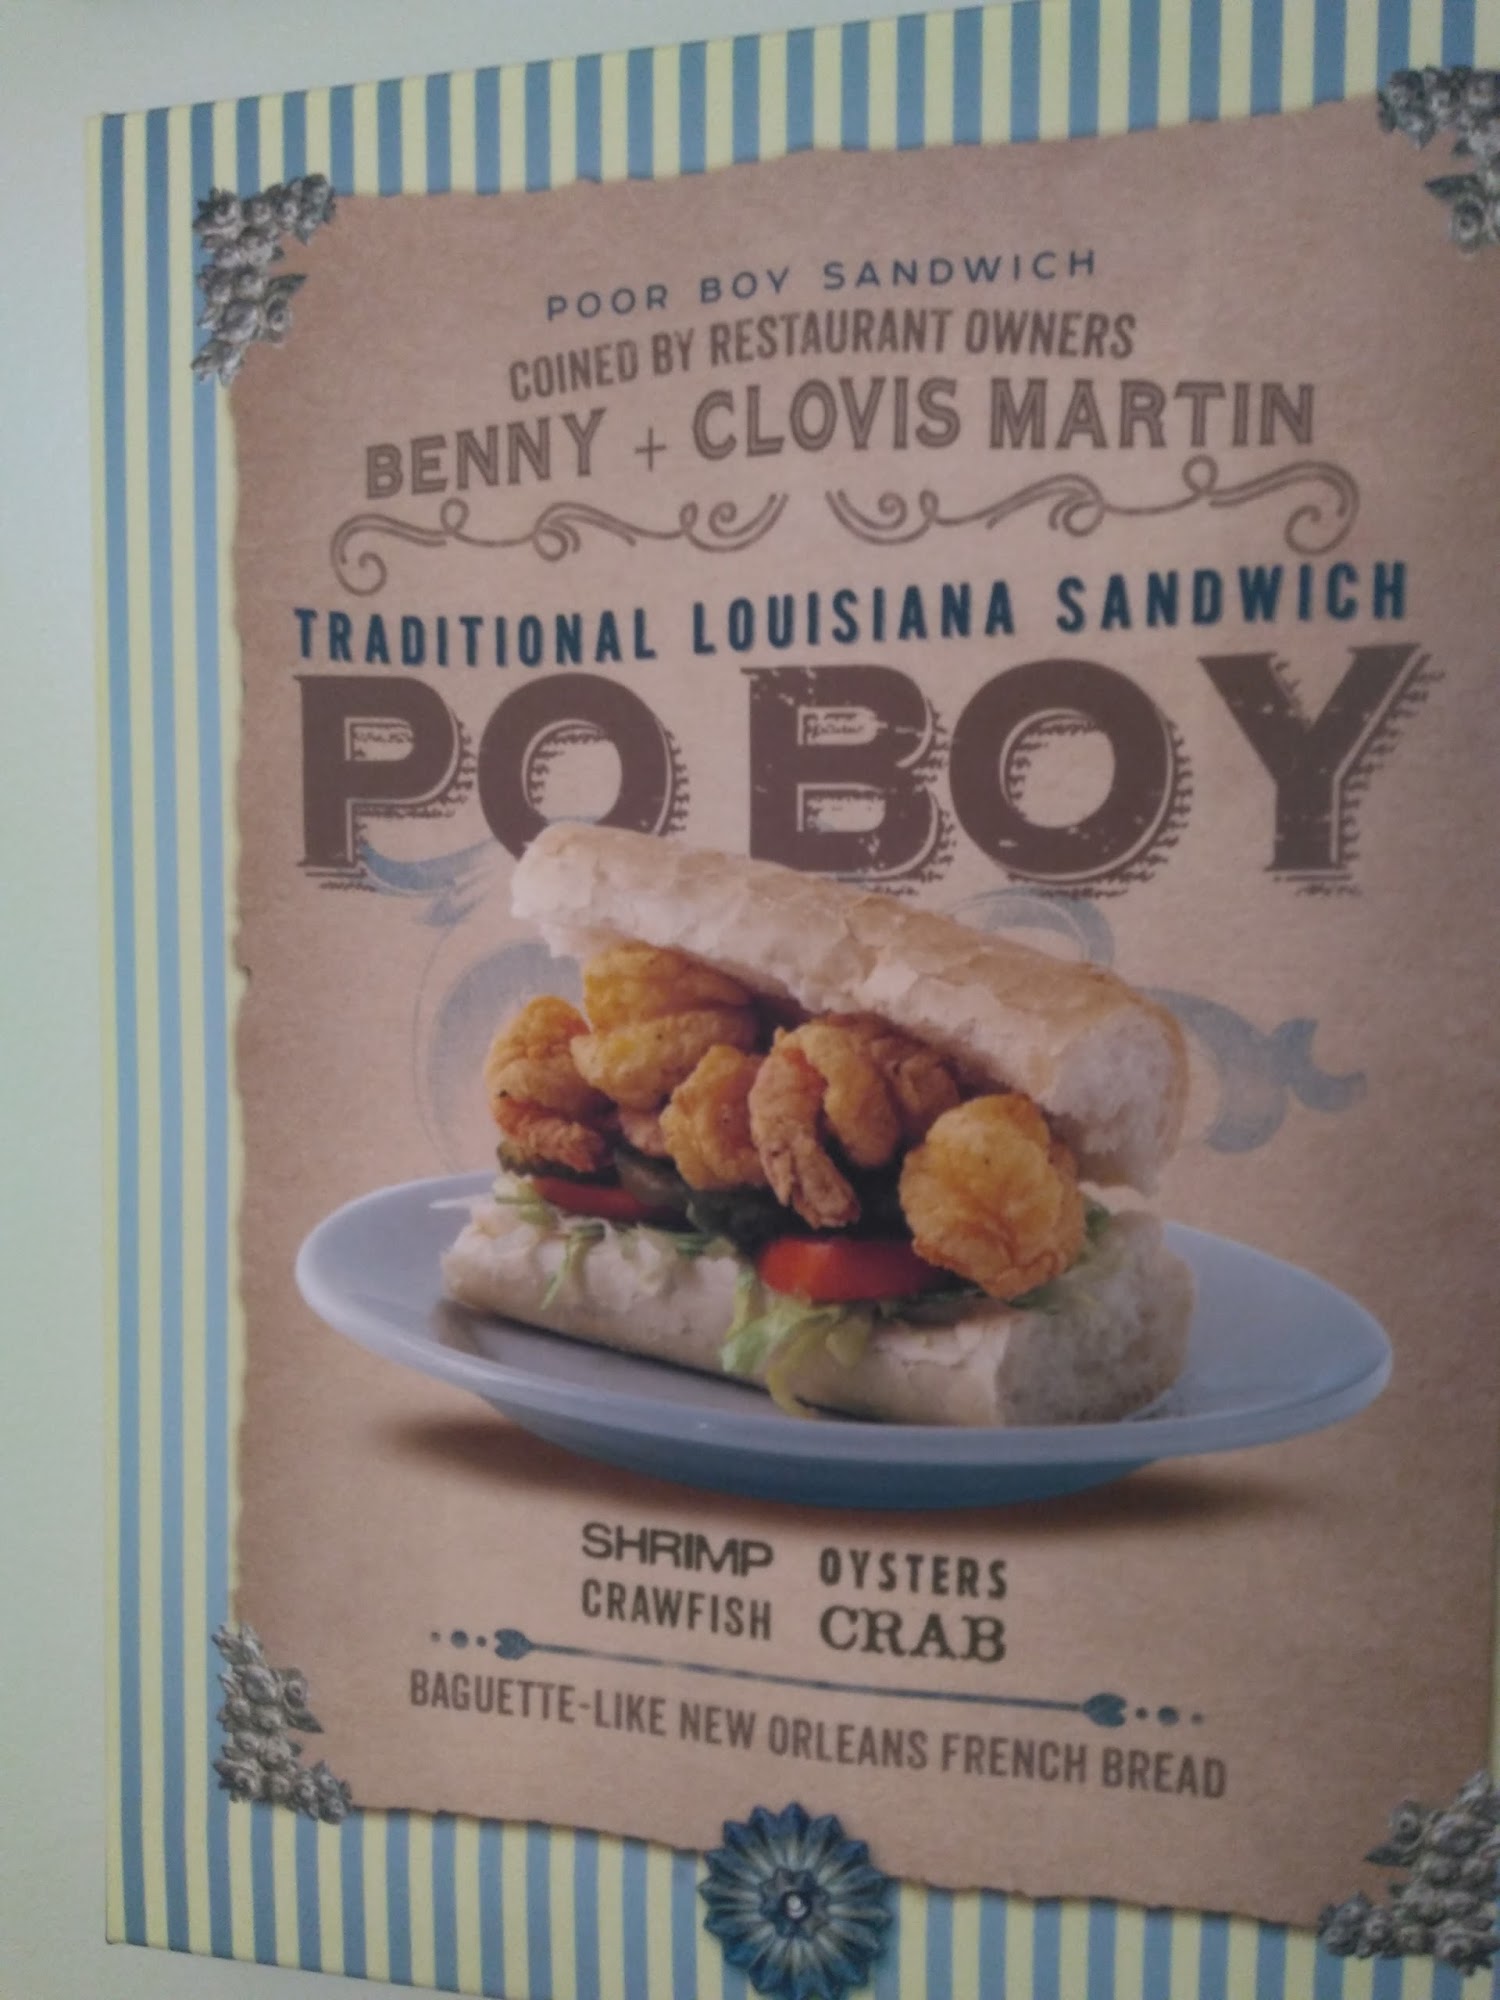 POOR BOY SANDWICH
COINED BY RESTAURANT OWNERS
BENNY + CLOVIS MARTIN
TRADITIONAL LOUISIANA SANDWICH
PO BOY
SHRIMP OYSTERS
CRAWFISH CRAB
BAGUETTE-LIKE NEW ORLEANS FRENCH BREAD